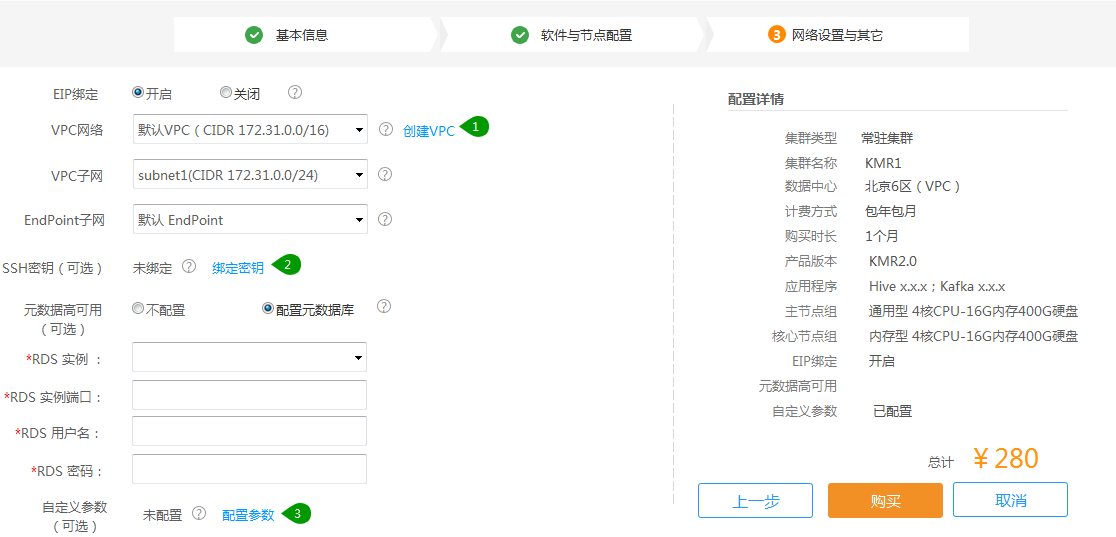 基本信息
软件与节点配置
3 网络设置与其它
EIP绑定 开启 关闭 ?
VPC网络 默认VPC（CIDR 172.31.0.0/16) ? 创建VPC 1
VPC子网 subnet1(CIDR 172.31.0.0/24) ?
EndPoint子网 默认 EndPoint ?
SSH密钥（可选） 未绑定 ? 绑定密钥 2
元数据高可用 不配置 配置元数据库 ?
（可选）
*RDS 实例 ：
*RDS 实例端口：
*RDS 用户名：
*RDS 密码：
自定义参数 未配置 ? 配置参数 3
（可选）
配置详情
集群类型 常驻集群
集群名称 KMR1
数据中心 北京6区（VPC）
计费方式 包年包月
购买时长 1个月
产品版本 KMR2.0
应用程序 Hive x.x.x；Kafka x.x.x
主节点组 通用型 4核CPU-16G内存400G硬盘
核心节点组 内存型 4核CPU-16G内存400G硬盘
EIP绑定 开启
元数据高可用
自定义参数 已配置
总计 ￥280
上一步 购买 取消